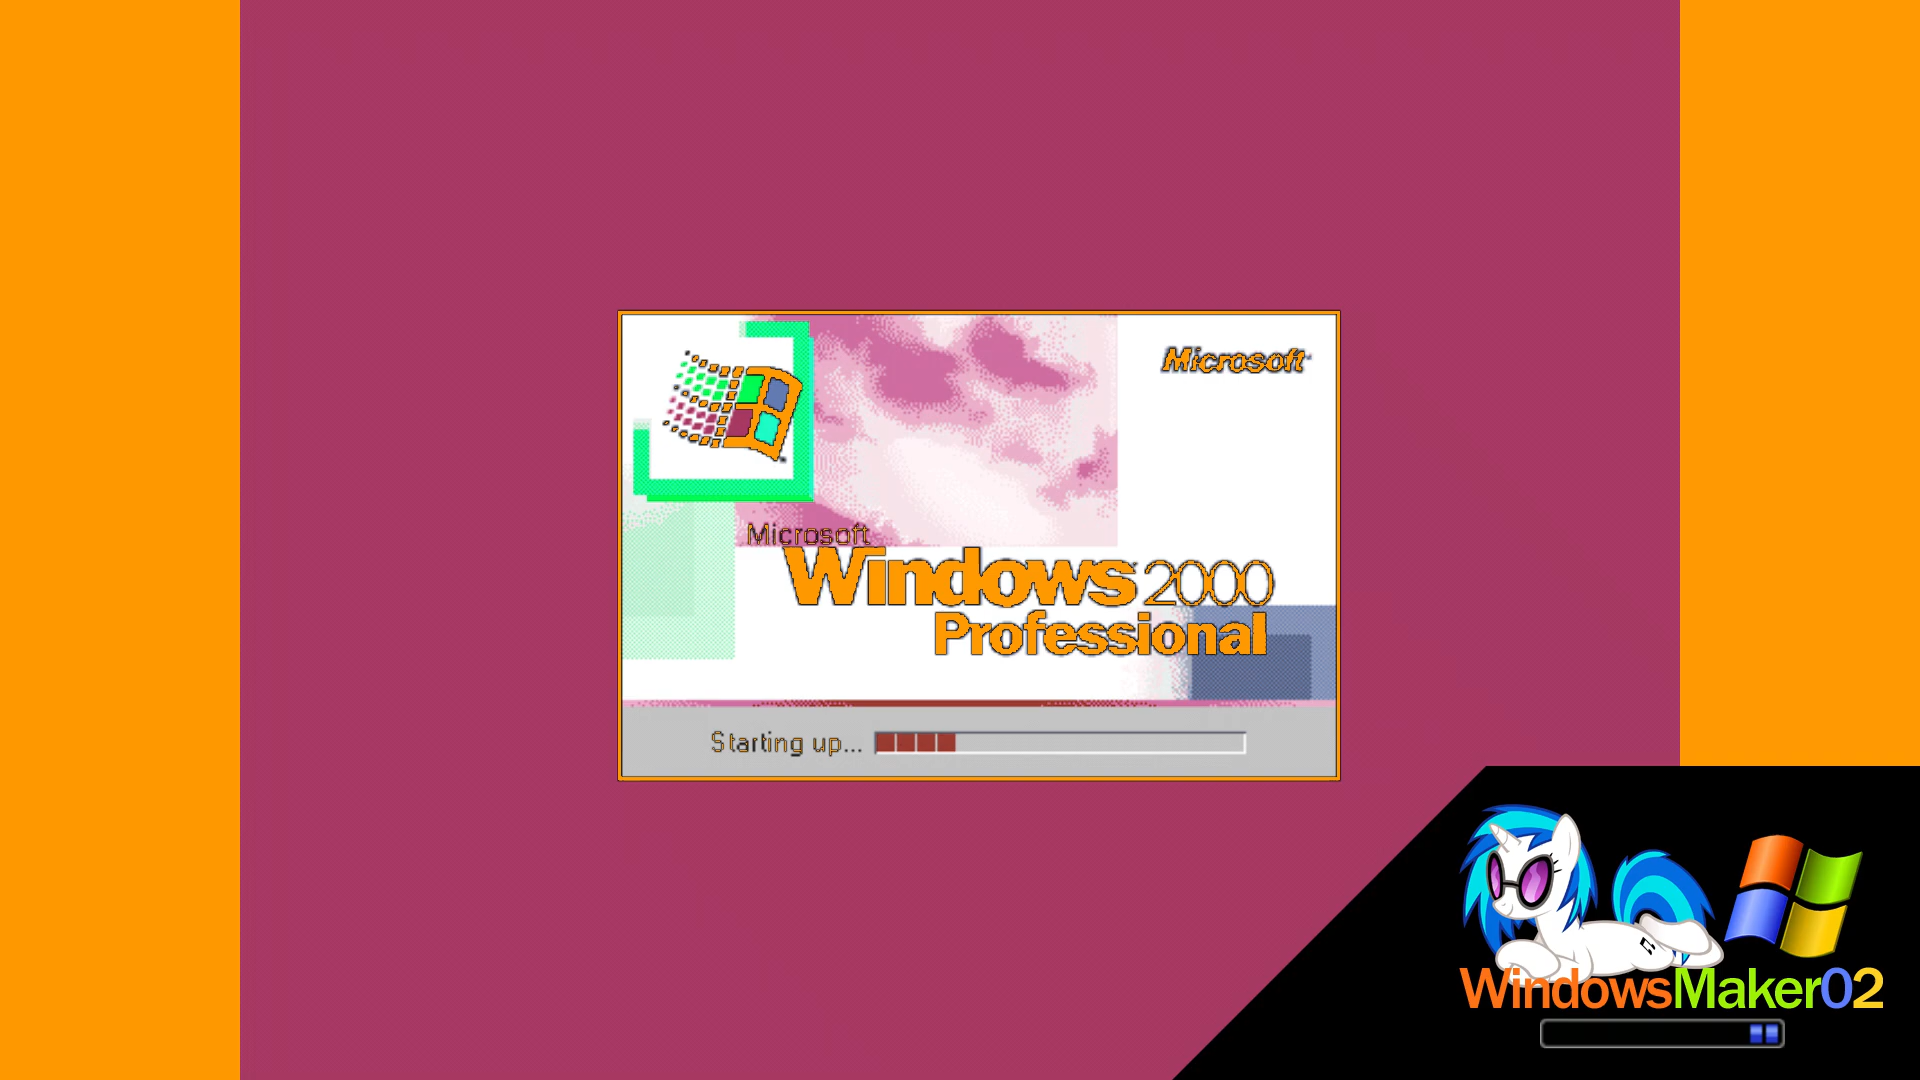 Microsoft
Microsoft
Windows 2000
Professional
Starting up...
WindowsMaker02